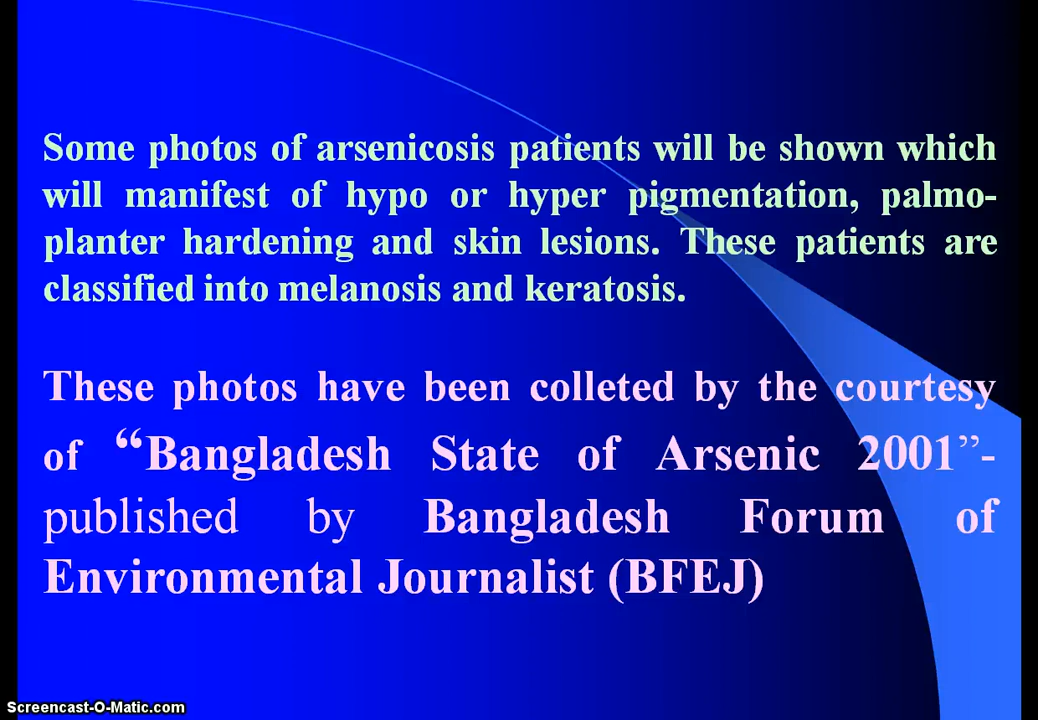 Some photos of arsenicosis patients will be shown which
will manifest of hypo or hyper pigmentation, palmo-
planter hardening and skin lesions. These patients are
classified into melanosis and keratosis.
These photos have been colleted by the courtesy
of “Bangladesh State of Arsenic 2001”-
published by Bangladesh Forum of
Environmental Journalist (BFEJ)
Screencast-O-Matic.com